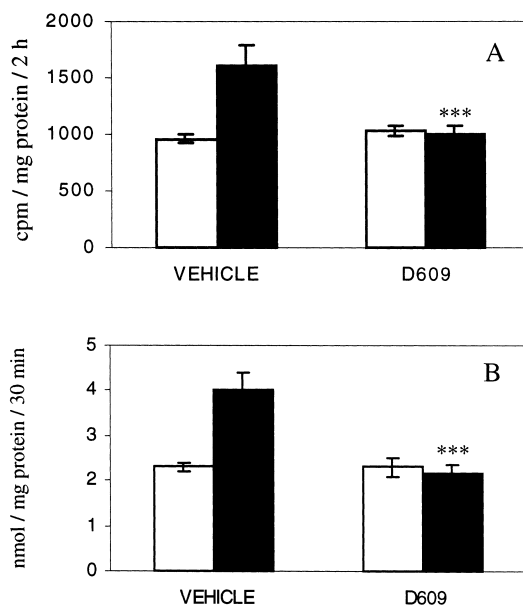 2000
A
1500
***
1000
500
0
cpm / mg protein / 2 h
VEHICLE
D609
5
B
4
3
***
2
1
0
nmol / mg protein / 30 min
VEHICLE
D609